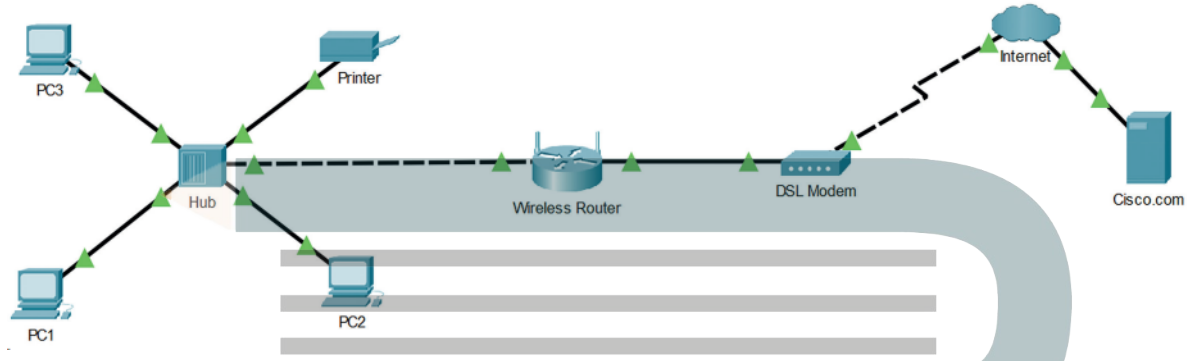 Internet
Printer
PC3
DSL Modem
Cisco.com
Hub
Wireless Router
PC2
PC1